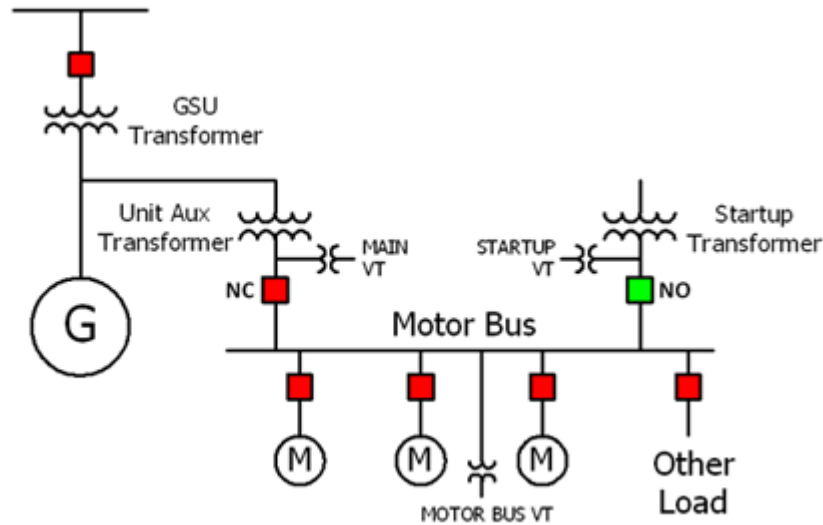 GSU
Transformer
Unit Aux
Transformer
MAIN
VT
STARTUP
VT
Startup
Transformer
NC
NO
G
Motor Bus
M
M
M
MOTOR BUS VT
Other
Load